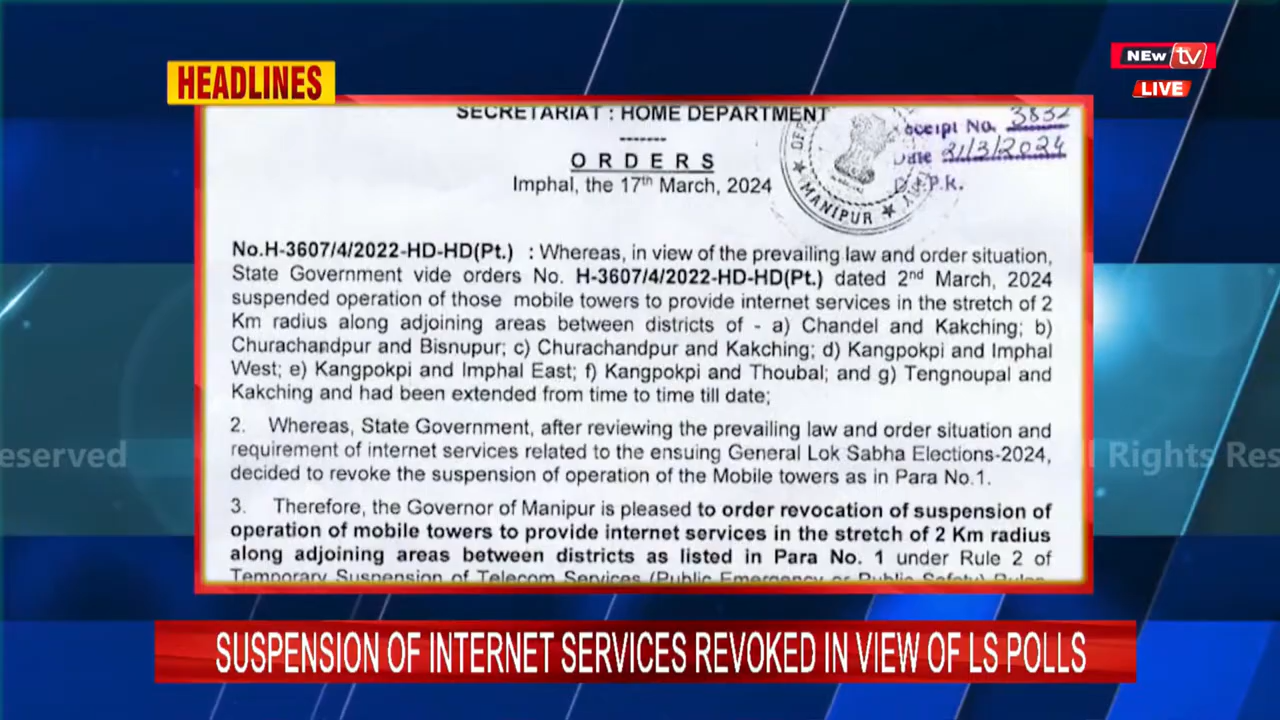 HEADLINES
NEw tv
LIVE
SECRETARIAT : HOME DEPARTMENT
------
ORDERS
Imphal, the 17th March, 2024
Receipt No. 3832
Date 21/3/2024
MANIPUR
No.H-3607/4/2022-HD-HD(Pt.) : Whereas, in view of the prevailing law and order situation,
State Government vide orders No. H-3607/4/2022-HD-HD(Pt.) dated 2nd March, 2024
suspended operation of those mobile towers to provide internet services in the stretch of 2
Km radius along adjoining areas between districts of - a) Chandel and Kakching; b)
Churachandpur and Bisnupur; c) Churachandpur and Kakching; d) Kangpokpi and Imphal
West; e) Kangpokpi and Imphal East; f) Kangpokpi and Thoubal; and g) Tengnoupal and
Kakching and had been extended from time to time till date;
2. Whereas, State Government, after reviewing the prevailing law and order situation and
requirement of internet services related to the ensuing General Lok Sabha Elections-2024,
decided to revoke the suspension of operation of the Mobile towers as in Para No.1.
3. Therefore, the Governor of Manipur is pleased to order revocation of suspension of
operation of mobile towers to provide internet services in the stretch of 2 Km radius
along adjoining areas between districts as listed in Para No. 1 under Rule 2 of
Temporary Suspension of Telecom Services (Public Emergency or Public Safety) Rules,
eserved
l Rights Res
SUSPENSION OF INTERNET SERVICES REVOKED IN VIEW OF LS POLLS